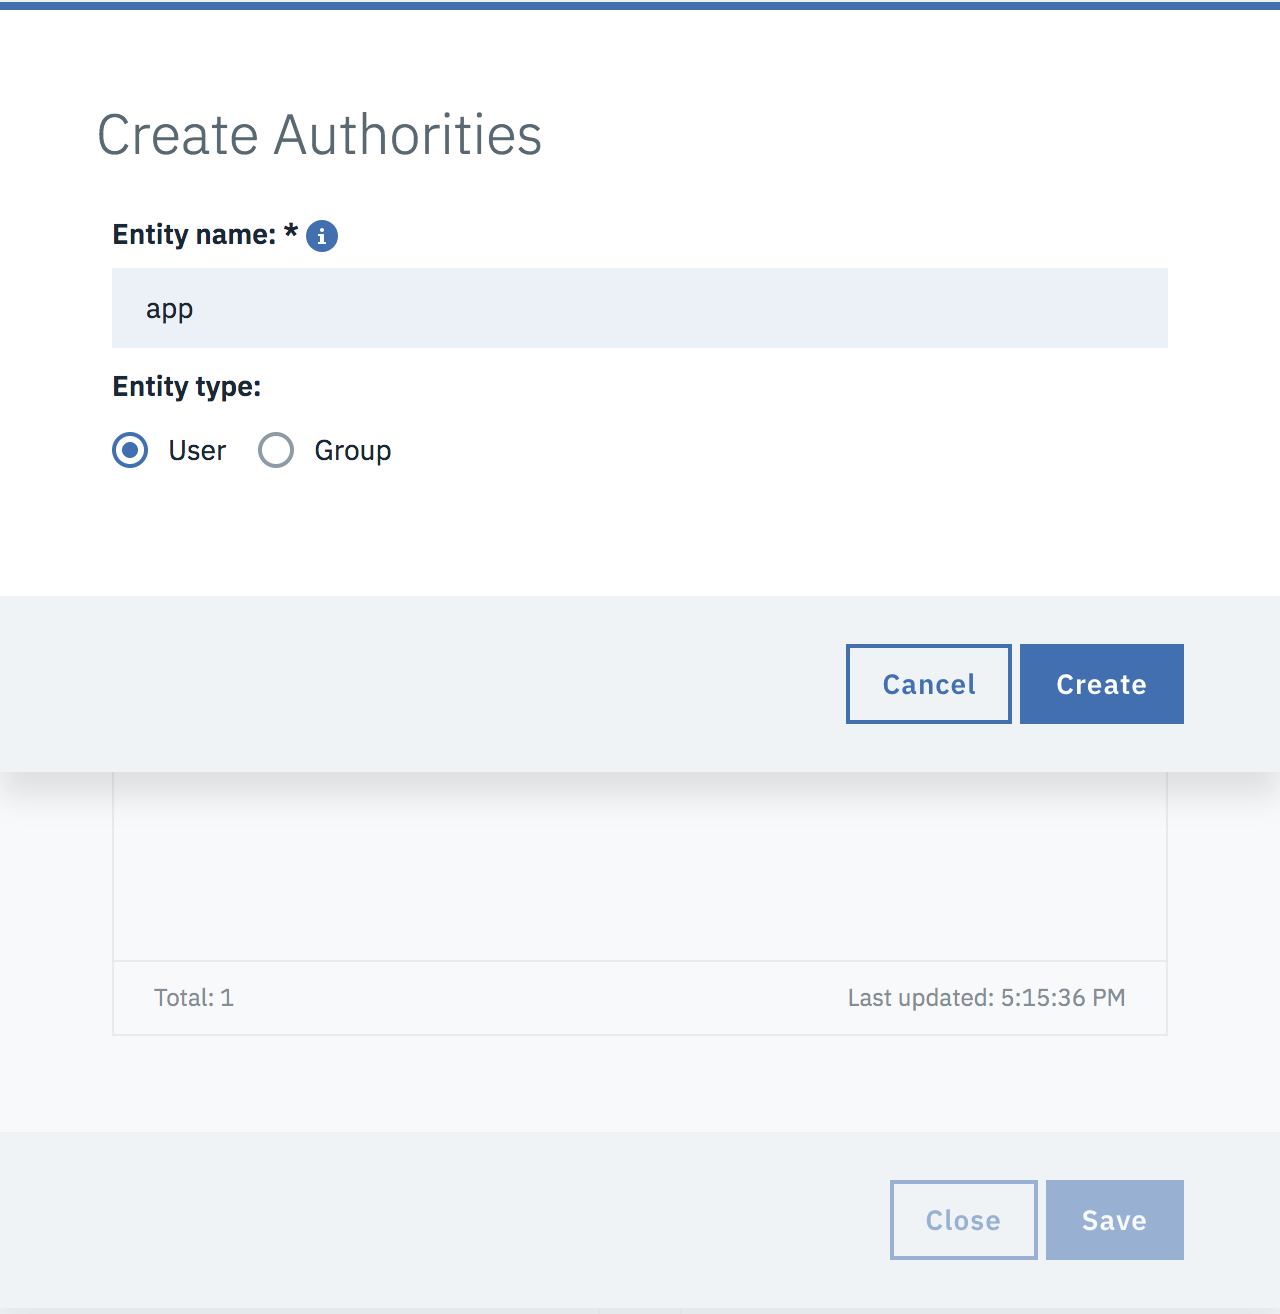 Create Authorities
Entity name: *
app
Entity type:
User Group
Cancel Create
Total: 1 Last updated: 5:15:36 PM
Close Save